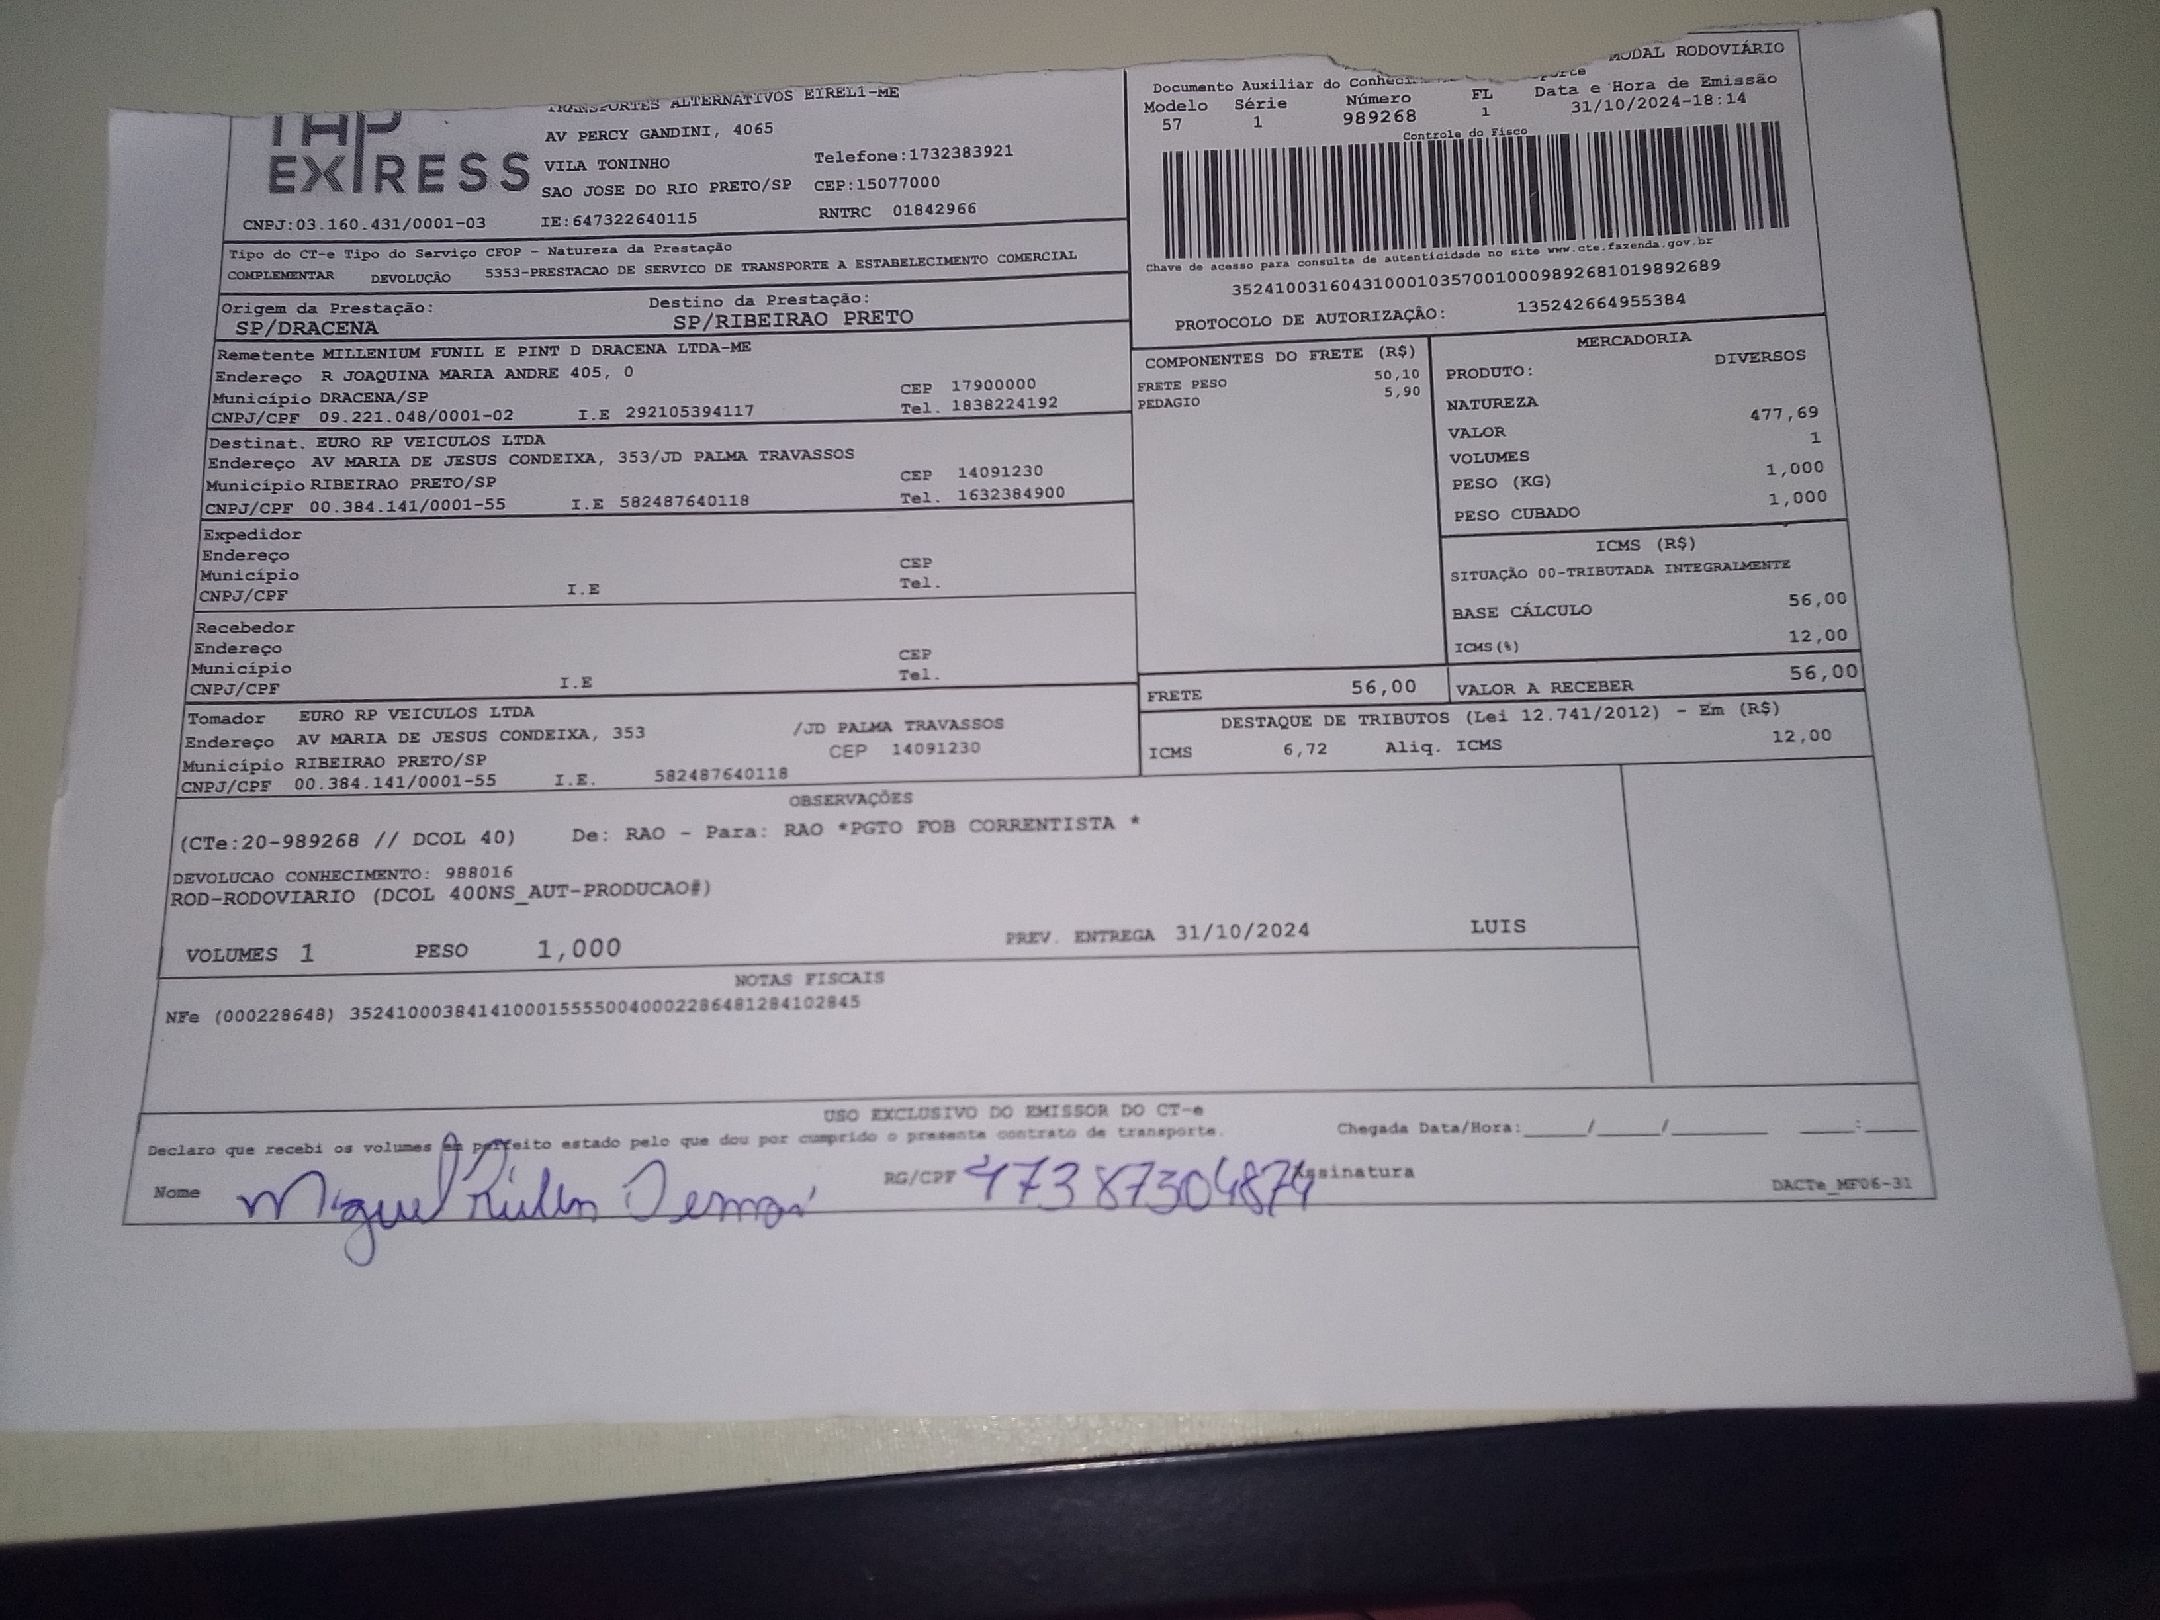 TRANSPORTES ALTERNATIVOS EIRELI-ME
TAP
EXPRESS
AV PERCY GANDINI, 4065
VILA TONINHO Telefone:1732383921
SAO JOSE DO RIO PRETO/SP CEP:15077000
CNPJ:03.160.431/0001-03 IE:647322640115 RNTRC 01842966
MODAL RODOVIÁRIO
Documento Auxiliar do
Modelo Série Número FL Data e Hora de Emissão
57 1 989268 1 31/10/2024-18:14
Controle do Fisco
Chave de acesso para consulta de autenticidade no site www.cte.fazenda.gov.br
35241003160431000103570010009892681019892689
PROTOCOLO DE AUTORIZAÇÃO: 135242664955384
Tipo do CT-e Tipo do Serviço CFOP - Natureza da Prestação
COMPLEMENTAR DEVOLUÇÃO 5353-PRESTACAO DE SERVICO DE TRANSPORTE A ESTABELECIMENTO COMERCIAL
Origem da Prestação: Destino da Prestação:
SP/DRACENA SP/RIBEIRAO PRETO
Remetente MILLENIUM FUNIL E PINT D DRACENA LTDA-ME
Endereço R JOAQUINA MARIA ANDRE 405, 0
Município DRACENA/SP CEP 17900000
CNPJ/CPF 09.221.048/0001-02 I.E 292105394117 Tel. 1838224192
Destinat. EURO RP VEICULOS LTDA
Endereço AV MARIA DE JESUS CONDEIXA, 353/JD PALMA TRAVASSOS
Município RIBEIRAO PRETO/SP CEP 14091230
CNPJ/CPF 00.384.141/0001-55 I.E 582487640118 Tel. 1632384900
Expedidor
Endereço
Município CEP
CNPJ/CPF I.E Tel.
Recebedor
Endereço
Município CEP
CNPJ/CPF I.E Tel.
Tomador EURO RP VEICULOS LTDA
Endereço AV MARIA DE JESUS CONDEIXA, 353 /JD PALMA TRAVASSOS
Município RIBEIRAO PRETO/SP CEP 14091230
CNPJ/CPF 00.384.141/0001-55 I.E. 582487640118
COMPONENTES DO FRETE (R$)
FRETE PESO 50,10
PEDAGIO 5,90
MERCADORIA
PRODUTO: DIVERSOS
NATUREZA
VALOR 477,69
VOLUMES 1
PESO (KG) 1,000
PESO CUBADO 1,000
ICMS (R$)
SITUAÇÃO 00-TRIBUTADA INTEGRALMENTE
BASE CÁLCULO 56,00
ICMS(%) 12,00
FRETE 56,00 VALOR A RECEBER 56,00
DESTAQUE DE TRIBUTOS (Lei 12.741/2012) - Em (R$)
ICMS 6,72 Aliq. ICMS 12,00
OBSERVAÇÕES
(CTe:20-989268 // DCOL 40) De: RAO - Para: RAO *PGTO FOB CORRENTISTA *
DEVOLUCAO CONHECIMENTO: 988016
ROD-RODOVIARIO (DCOL 400NS_AUT-PRODUCAO#)
VOLUMES 1 PESO 1,000 PREV. ENTREGA 31/10/2024 LUIS
NOTAS FISCAIS
NFe (000228648) 35241000384141000155550040002286481284102845
USO EXCLUSIVO DO EMISSOR DO CT-e
Declaro que recebi os volumes em perfeito estado pelo que dou por cumprido o presente contrato de transporte. Chegada Data/Hora:_____/_____/________ ____:____
Nome Miguel RG/CPF Assinatura
DACTe_MF06-31